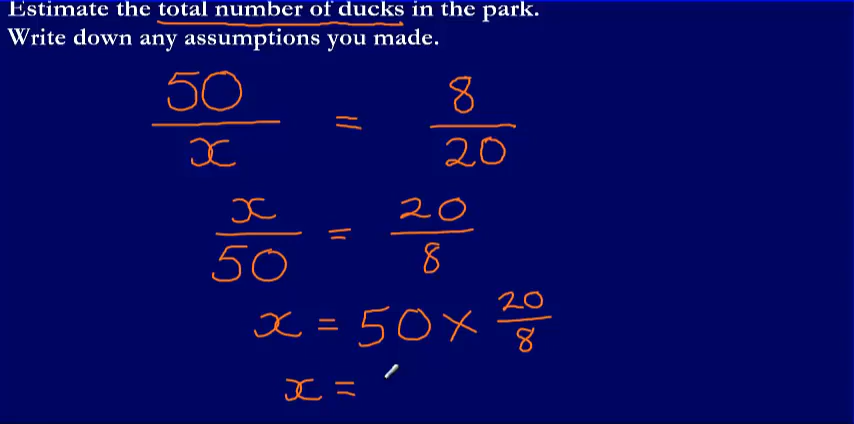 Estimate the total number of ducks in the park.
Write down any assumptions you made.
50/x = 8/20
x/50 = 20/8
x = 50 × 20/8
x =